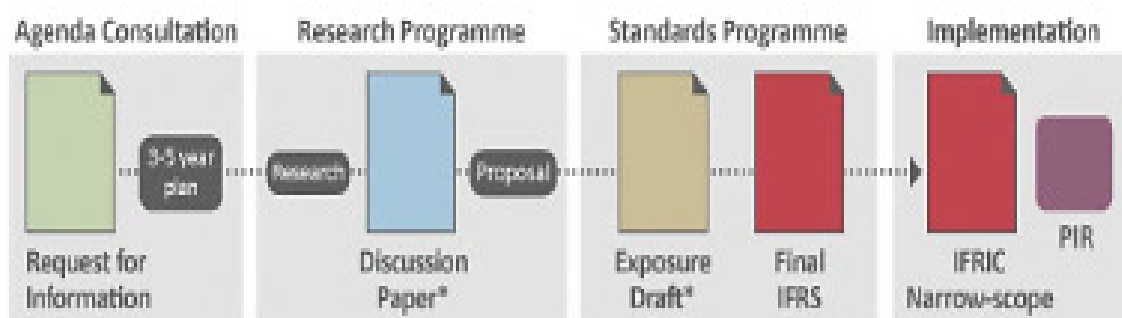 Agenda Consultation
Research Programme
Standards Programme
Implementation
3-5 year
plan
Research
Proposal
Request for
Information
Discussion
Paper*
Exposure
Draft*
Final
IFRS
IFRIC
Narrow-scope
PIR